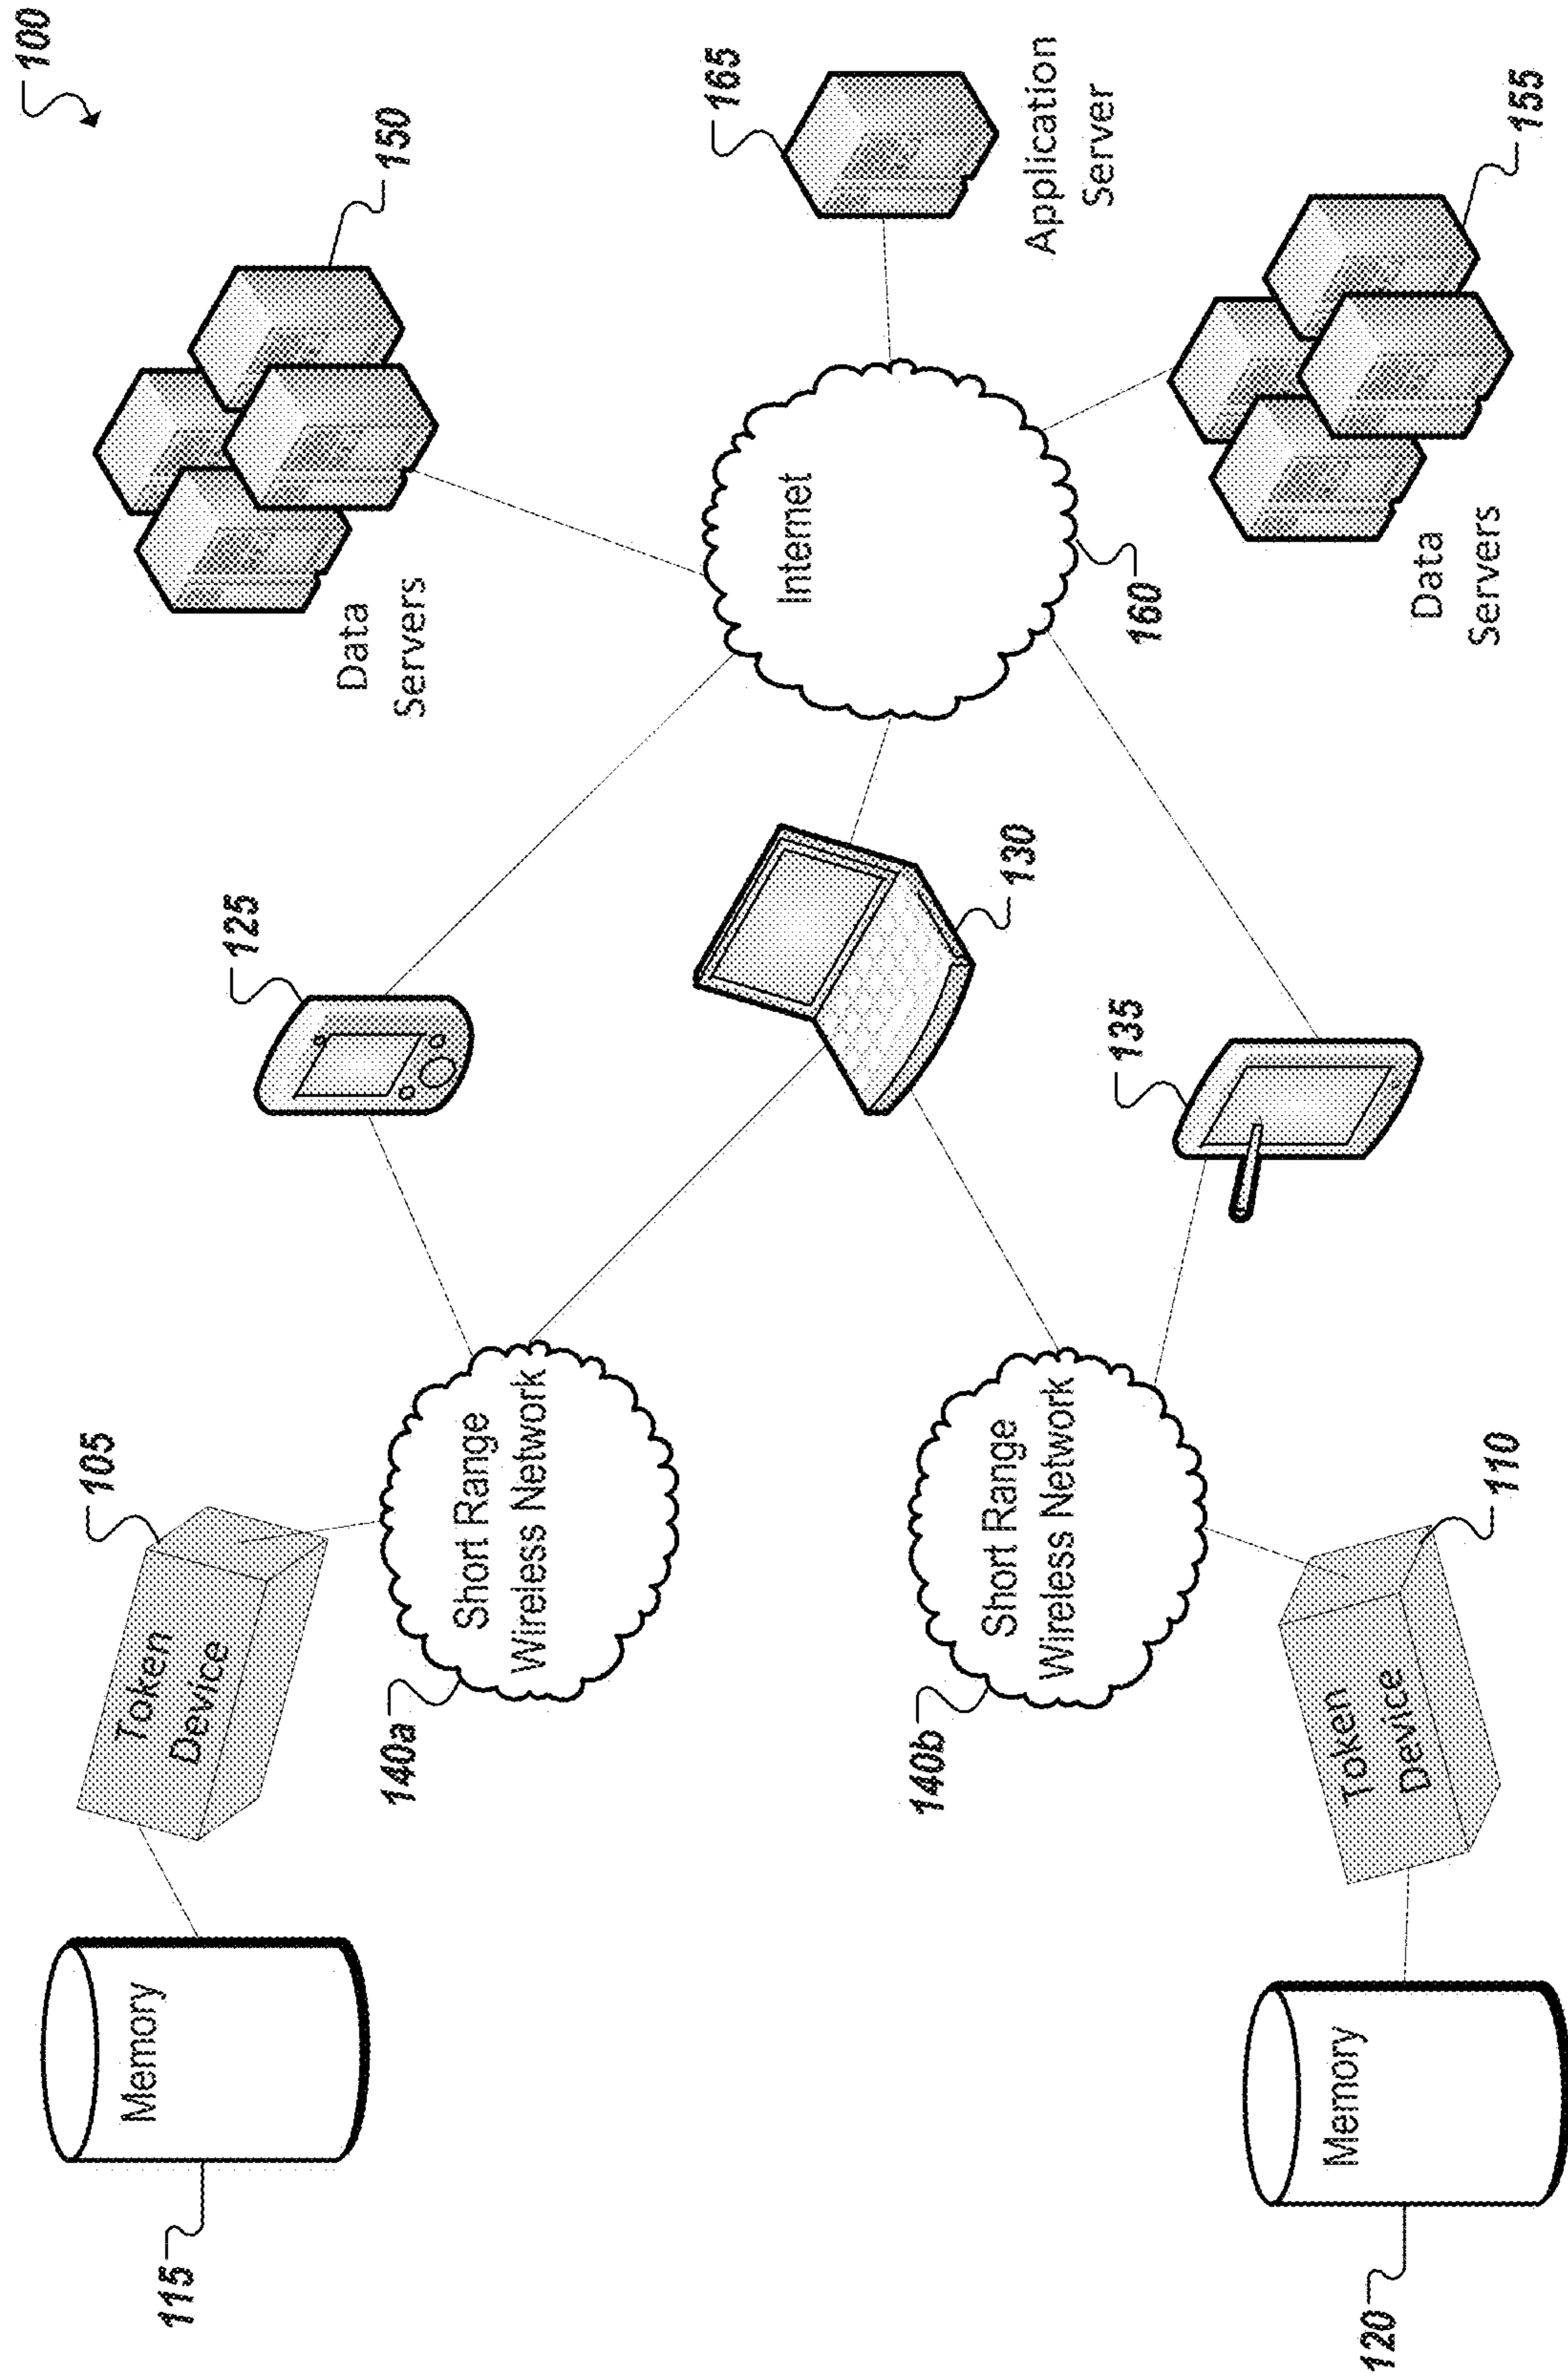 100
115
Memory
Token
Device
105
125
Data
Servers
150
140a
Short Range
Wireless Network
130
Internet
160
165
Application
Server
140b
Short Range
Wireless Network
135
120
Memory
Token
Device
110
Data
Servers
155